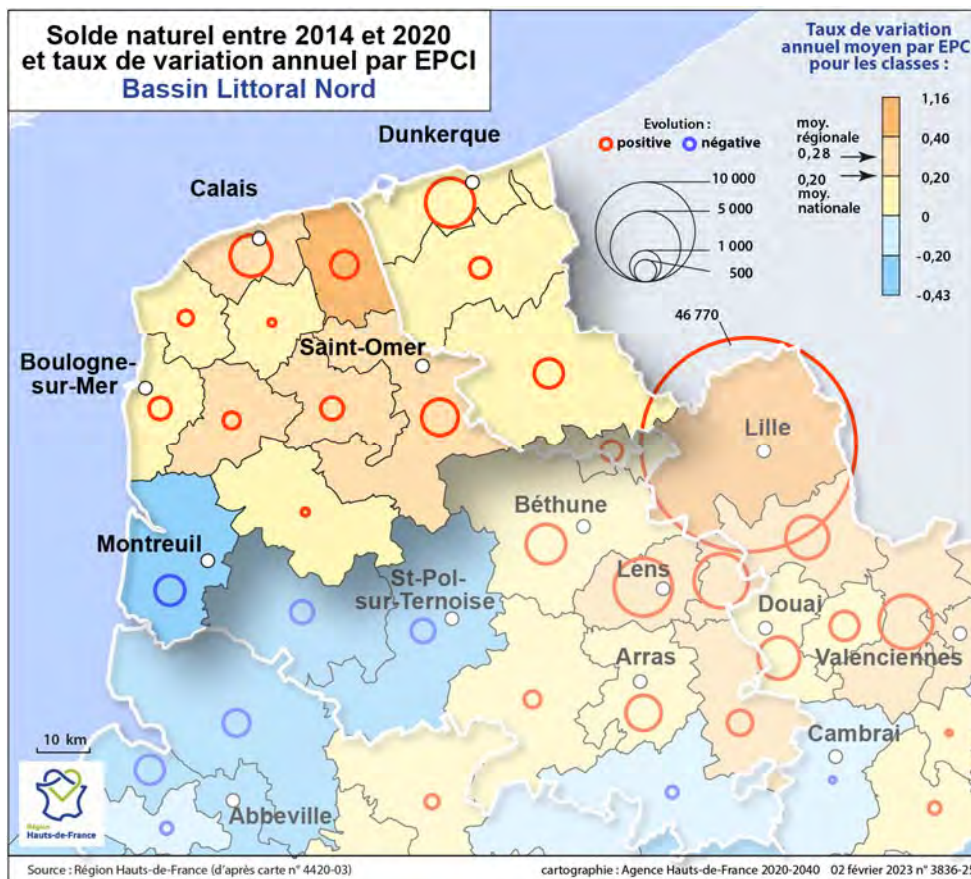 Solde naturel entre 2014 et 2020
et taux de variation annuel par EPCI
Bassin Littoral Nord
Taux de variation
annuel moyen par EPC
pour les classes :
Evolution :
positive
négative
10 000
5 000
1 000
500
46 770
moy.
régionale
0,28
0,20
moy.
nationale
1,16
0,40
0,20
0
-0,20
-0,43
Dunkerque
Calais
Saint-Omer
Boulogne-
sur-Mer
Lille
Béthune
Montreuil
St-Pol-
sur-Ternoise
Lens
Douai
Arras
Valenciennes
Cambrai
Abbeville
10 km
Région
Hauts-de-France
Source : Région Hauts-de-France (d'après carte n° 4420-03)
cartographie : Agence Hauts-de-France 2020-2040 02 février 2023 n° 3836-25